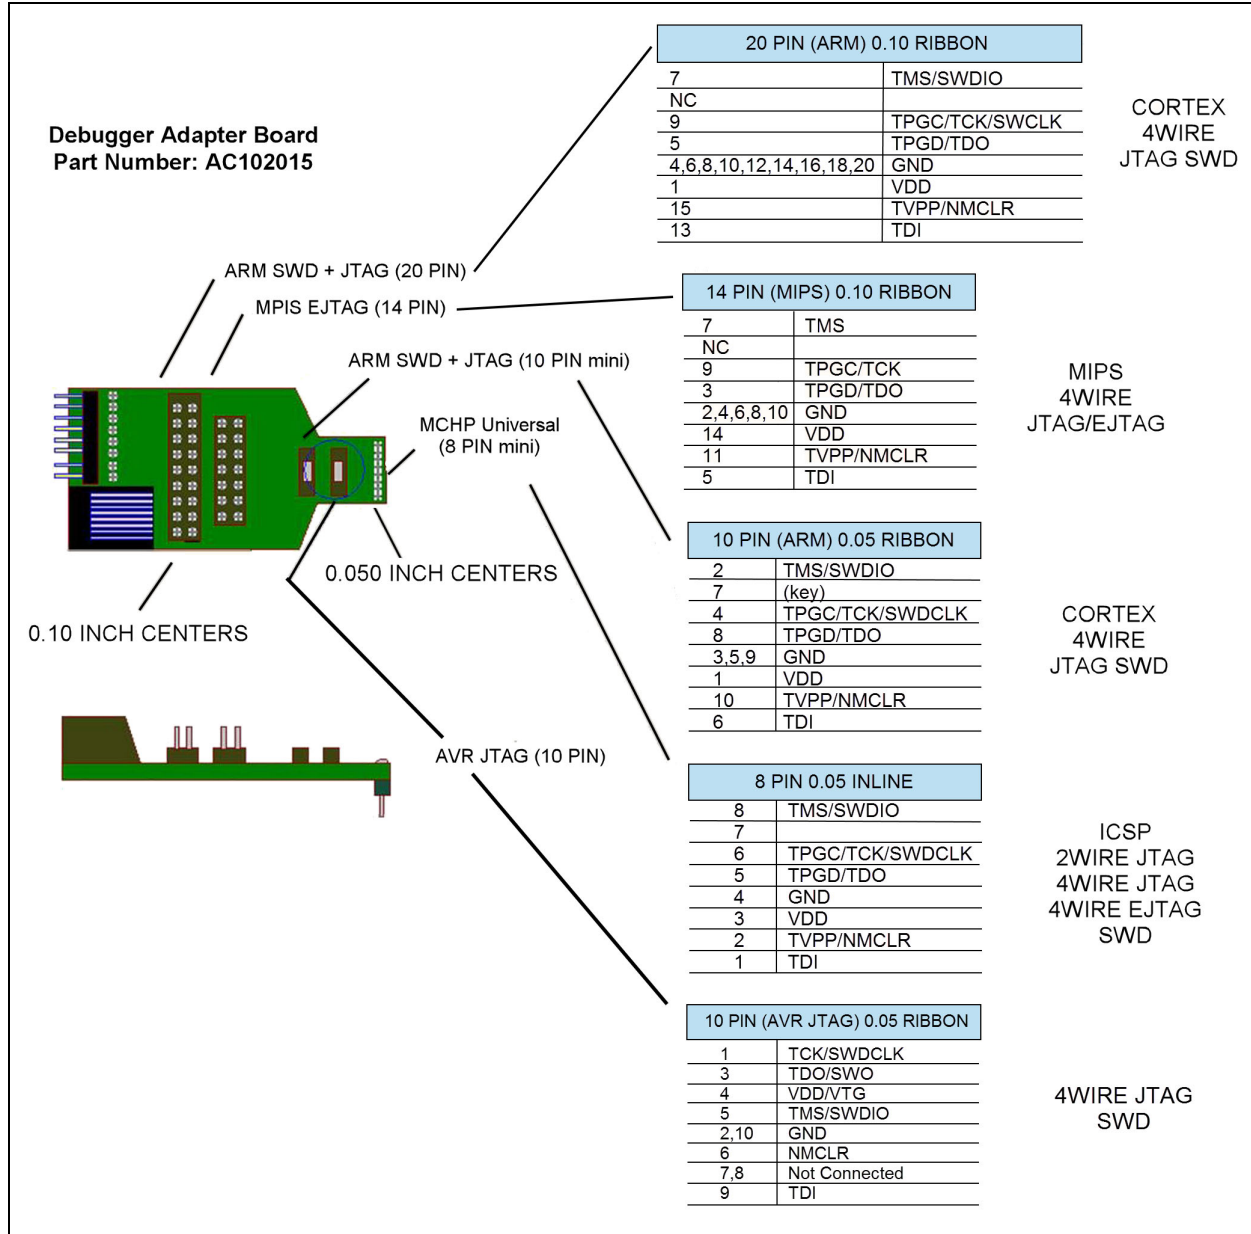 Debugger Adapter Board
Part Number: AC102015
20 PIN (ARM) 0.10 RIBBON
7 TMS/SWDIO
NC
9 TPGC/TCK/SWCLK
5 TPGD/TDO
4,6,8,10,12,14,16,18,20 GND
1 VDD
15 TVPP/NMCLR
13 TDI
CORTEX
4WIRE
JTAG SWD
ARM SWD + JTAG (20 PIN)
MPIS EJTAG (14 PIN)
ARM SWD + JTAG (10 PIN mini)
MCHP Universal
(8 PIN mini)
0.050 INCH CENTERS
0.10 INCH CENTERS
AVR JTAG (10 PIN)
14 PIN (MIPS) 0.10 RIBBON
7 TMS
NC
9 TPGC/TCK
3 TPGD/TDO
2,4,6,8,10 GND
14 VDD
11 TVPP/NMCLR
5 TDI
MIPS
4WIRE
JTAG/EJTAG
10 PIN (ARM) 0.05 RIBBON
2 TMS/SWDIO
7 (key)
4 TPGC/TCK/SWDCLK
8 TPGD/TDO
3,5,9 GND
1 VDD
10 TVPP/NMCLR
6 TDI
CORTEX
4WIRE
JTAG SWD
8 PIN 0.05 INLINE
8 TMS/SWDIO
7
6 TPGC/TCK/SWDCLK
5 TPGD/TDO
4 GND
3 VDD
2 TVPP/NMCLR
1 TDI
ICSP
2WIRE JTAG
4WIRE JTAG
4WIRE EJTAG
SWD
10 PIN (AVR JTAG) 0.05 RIBBON
1 TCK/SWDCLK
3 TDO/SWO
4 VDD/VTG
5 TMS/SWDIO
2,10 GND
6 NMCLR
7,8 Not Connected
9 TDI
4WIRE JTAG
SWD